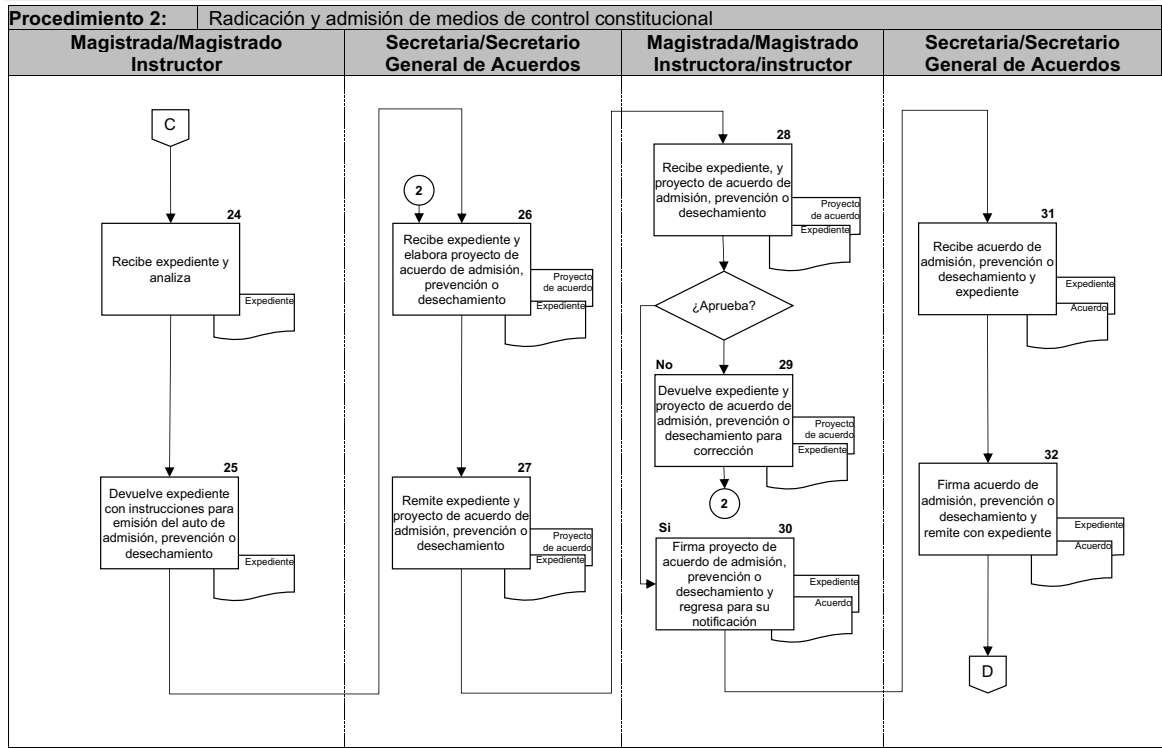 Procedimiento 2: Radicación y admisión de medios de control constitucional
Magistrada/Magistrado
Instructor
Secretaria/Secretario
General de Acuerdos
Magistrada/Magistrado
Instructora/instructor
Secretaria/Secretario
General de Acuerdos
C
24
Recibe expediente y
analiza
Expediente
25
Devuelve expediente
con instrucciones para
emisión del auto de
admisión, prevención o
desechamiento
Expediente
2
26
Recibe expediente y
elabora proyecto de
acuerdo de admisión,
prevención o
desechamiento
Proyecto
de acuerdo
Expediente
27
Remite expediente y
proyecto de acuerdo de
admisión, prevención o
desechamiento
Proyecto
de acuerdo
Expediente
28
Recibe expediente, y
proyecto de acuerdo de
admisión, prevención o
desechamiento
Proyecto
de acuerdo
Expediente
¿Aprueba?
No
29
Devuelve expediente y
proyecto de acuerdo de
admisión, prevención o
desechamiento para
corrección
Proyecto
de acuerdo
Expediente
2
Si
30
Firma proyecto de
acuerdo de admisión,
prevención o
desechamiento y
regresa para su
notificación
Expediente
Acuerdo
31
Recibe acuerdo de
admisión, prevención o
desechamiento y
expediente
Expediente
Acuerdo
32
Firma acuerdo de
admisión, prevención o
desechamiento y
remite con expediente
Expediente
Acuerdo
D